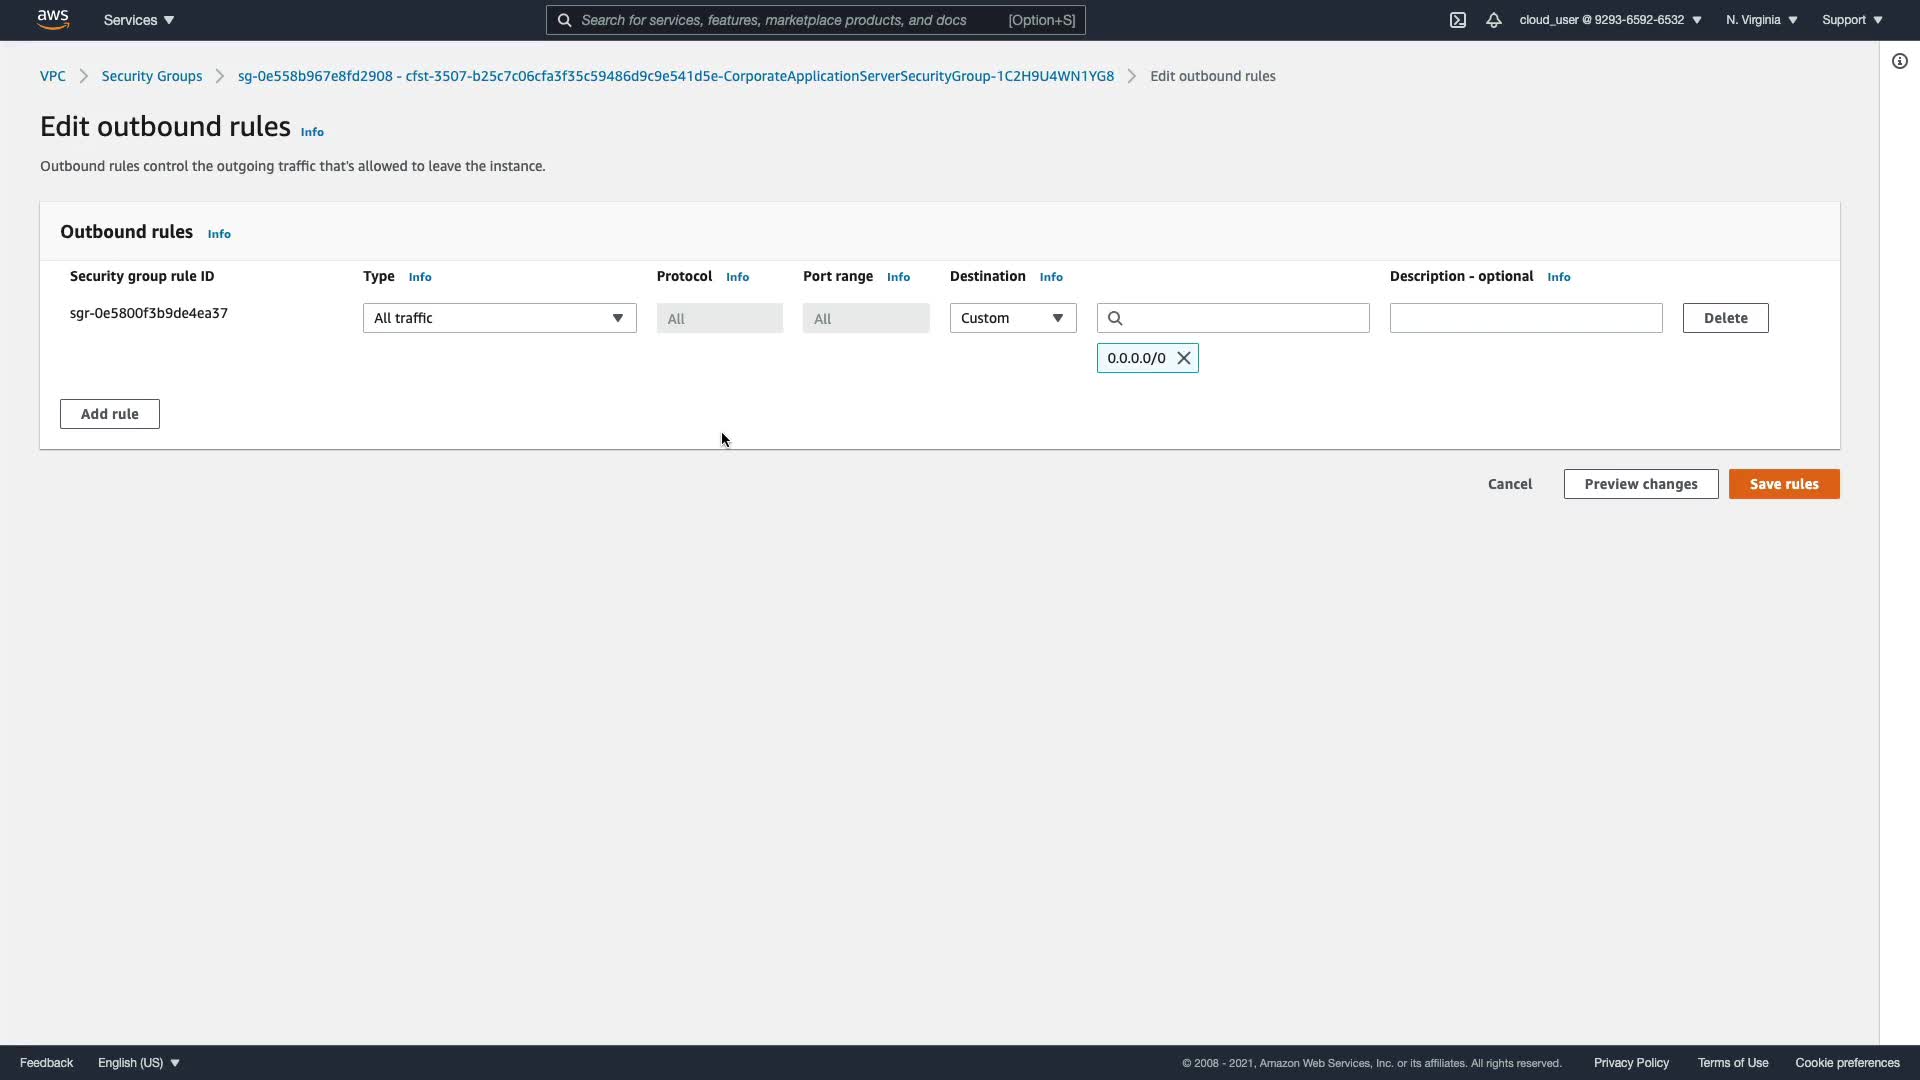 aws Services Search for services, features, marketplace products, and docs [Option+S] cloud_user @ 9293-6592-6532 N. Virginia Support
VPC Security Groups sg-0e558b967e8fd2908 - cfst-3507-b25c7c06cfa3f35c59486d9c9e541d5e-CorporateApplicationServerSecurityGroup-1C2H9U4WN1YG8 Edit outbound rules
Edit outbound rules Info
Outbound rules control the outgoing traffic that's allowed to leave the instance.
Outbound rules Info
Security group rule ID Type Info Protocol Info Port range Info Destination Info Description - optional Info
sgr-0e5800f3b9de4ea37 All traffic All All Custom Delete
0.0.0.0/0
Add rule
Cancel Preview changes Save rules
Feedback English (US) © 2008 - 2021, Amazon Web Services, Inc. or its affiliates. All rights reserved. Privacy Policy Terms of Use Cookie preferences